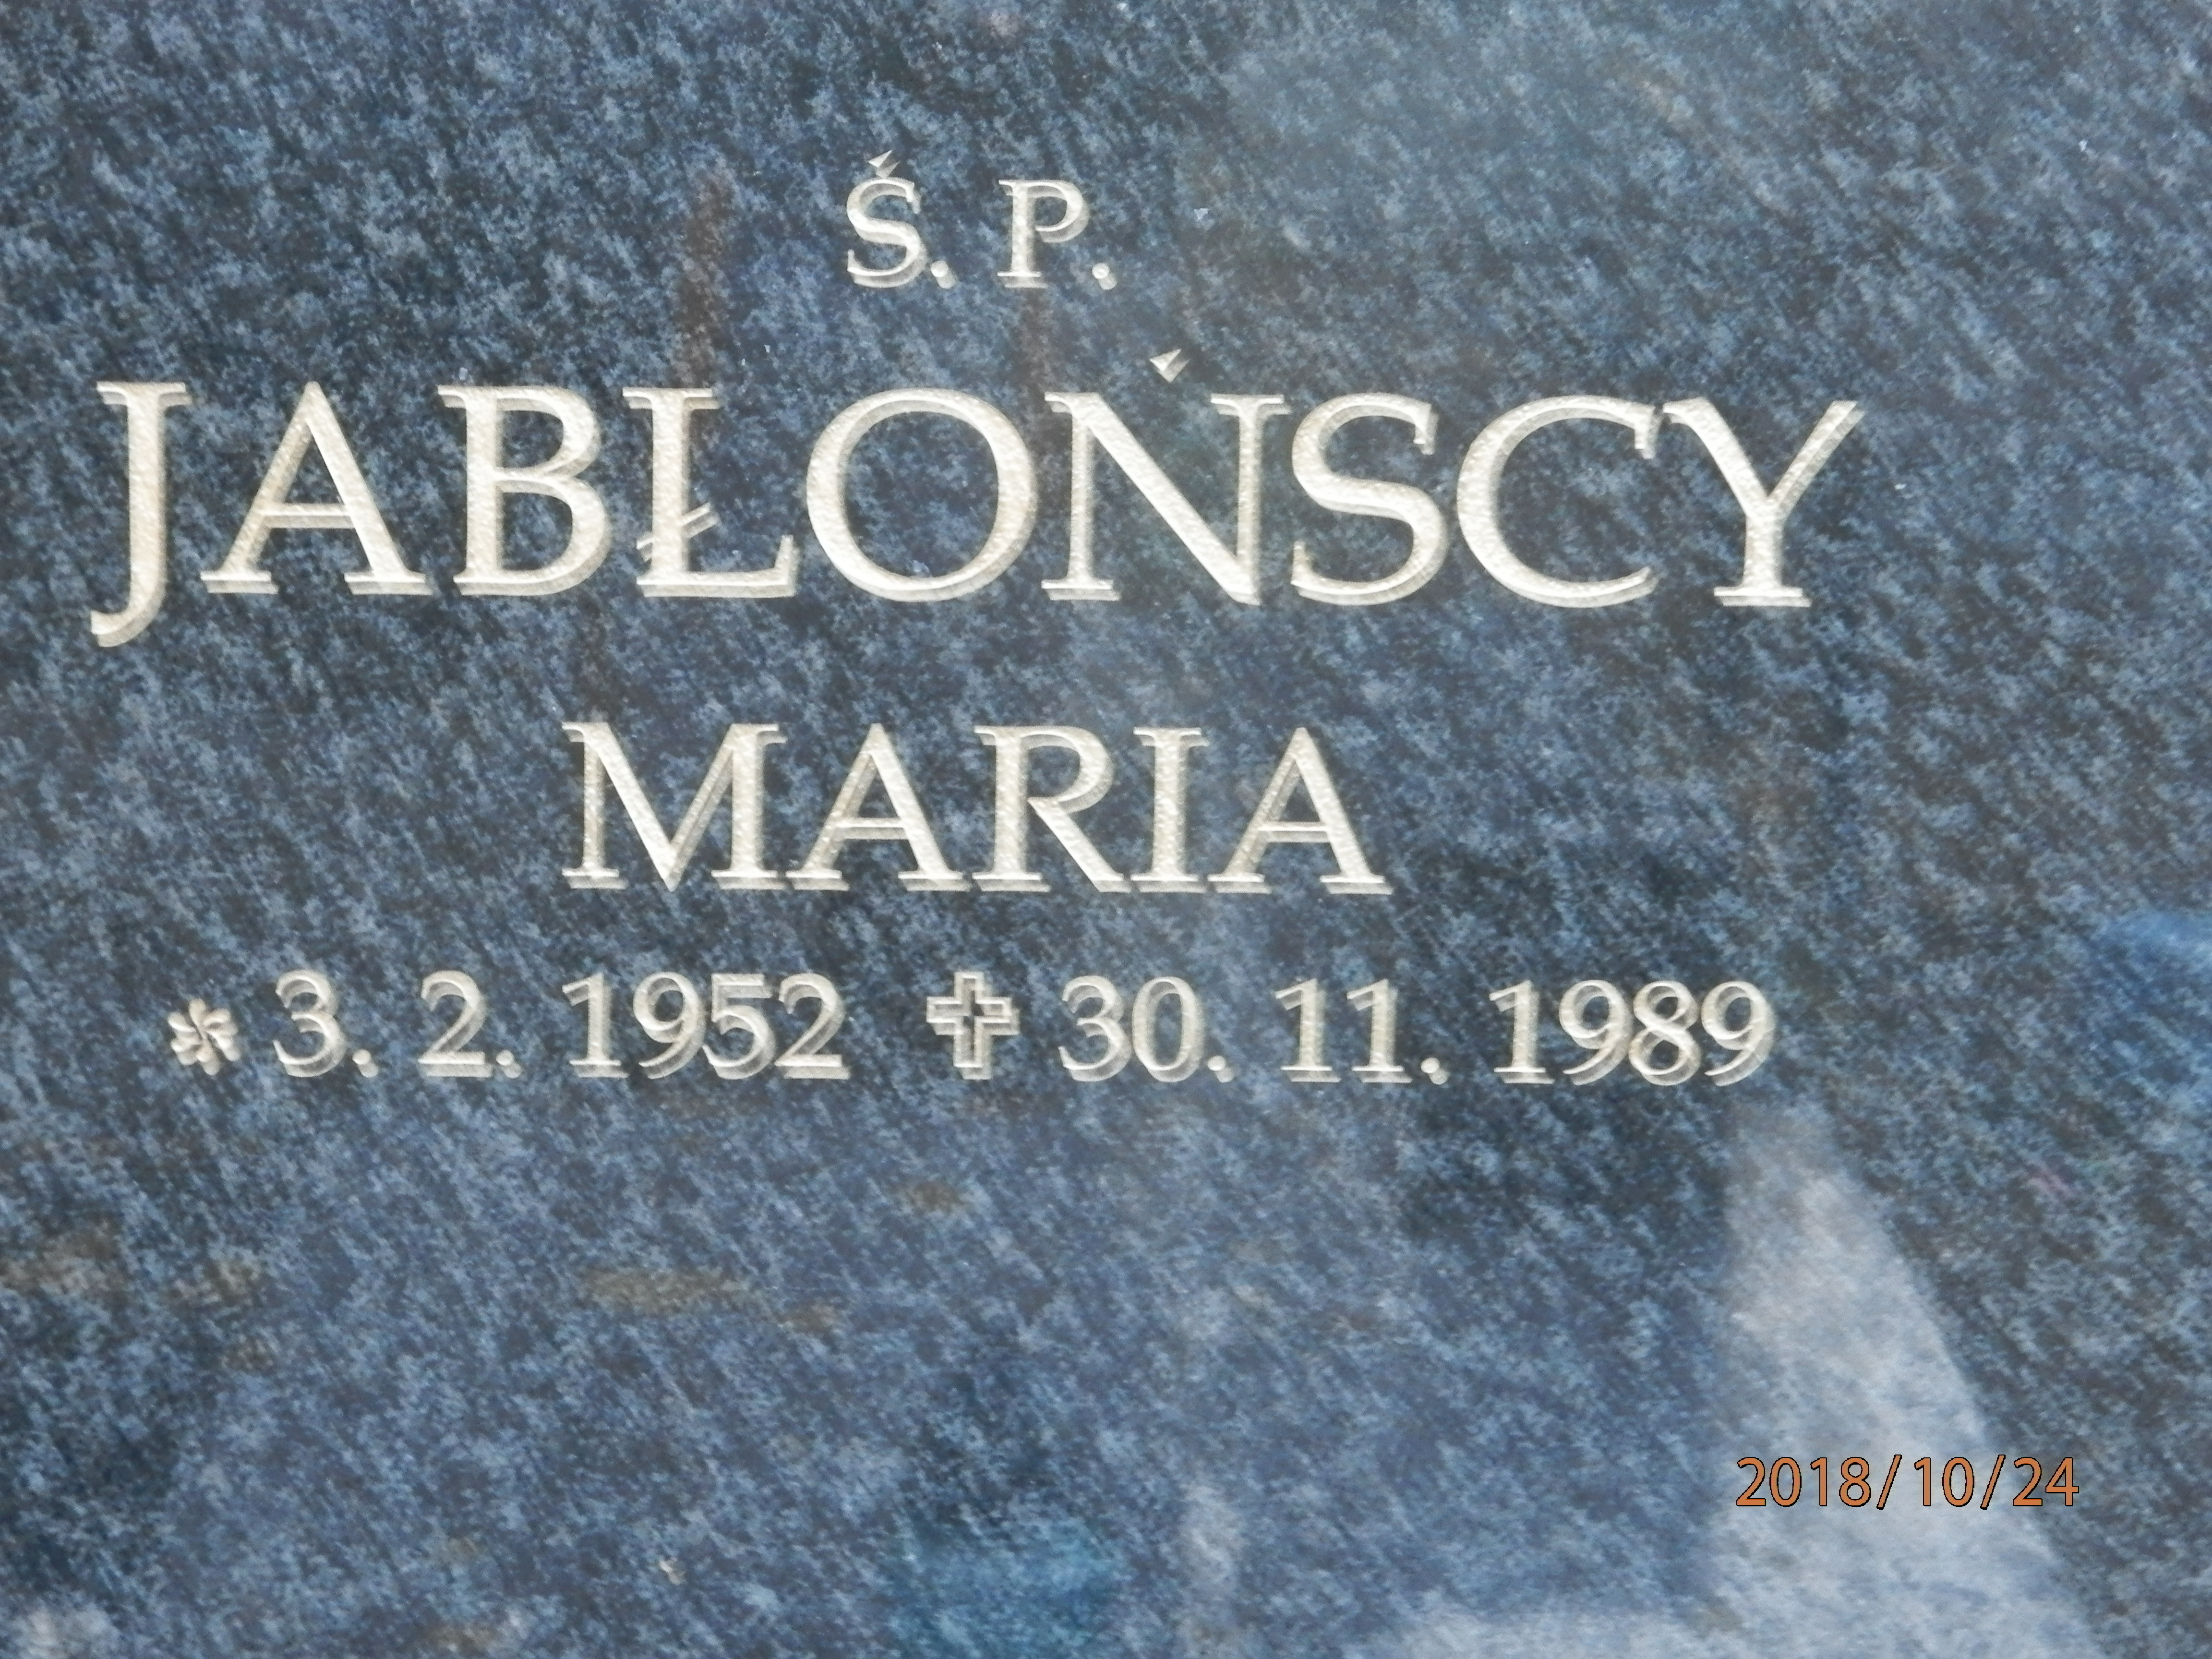 Ś. P.
JABŁOŃSCY
MARIA
* 3. 2. 1952 ✝ 30. 11. 1989
2018/10/24